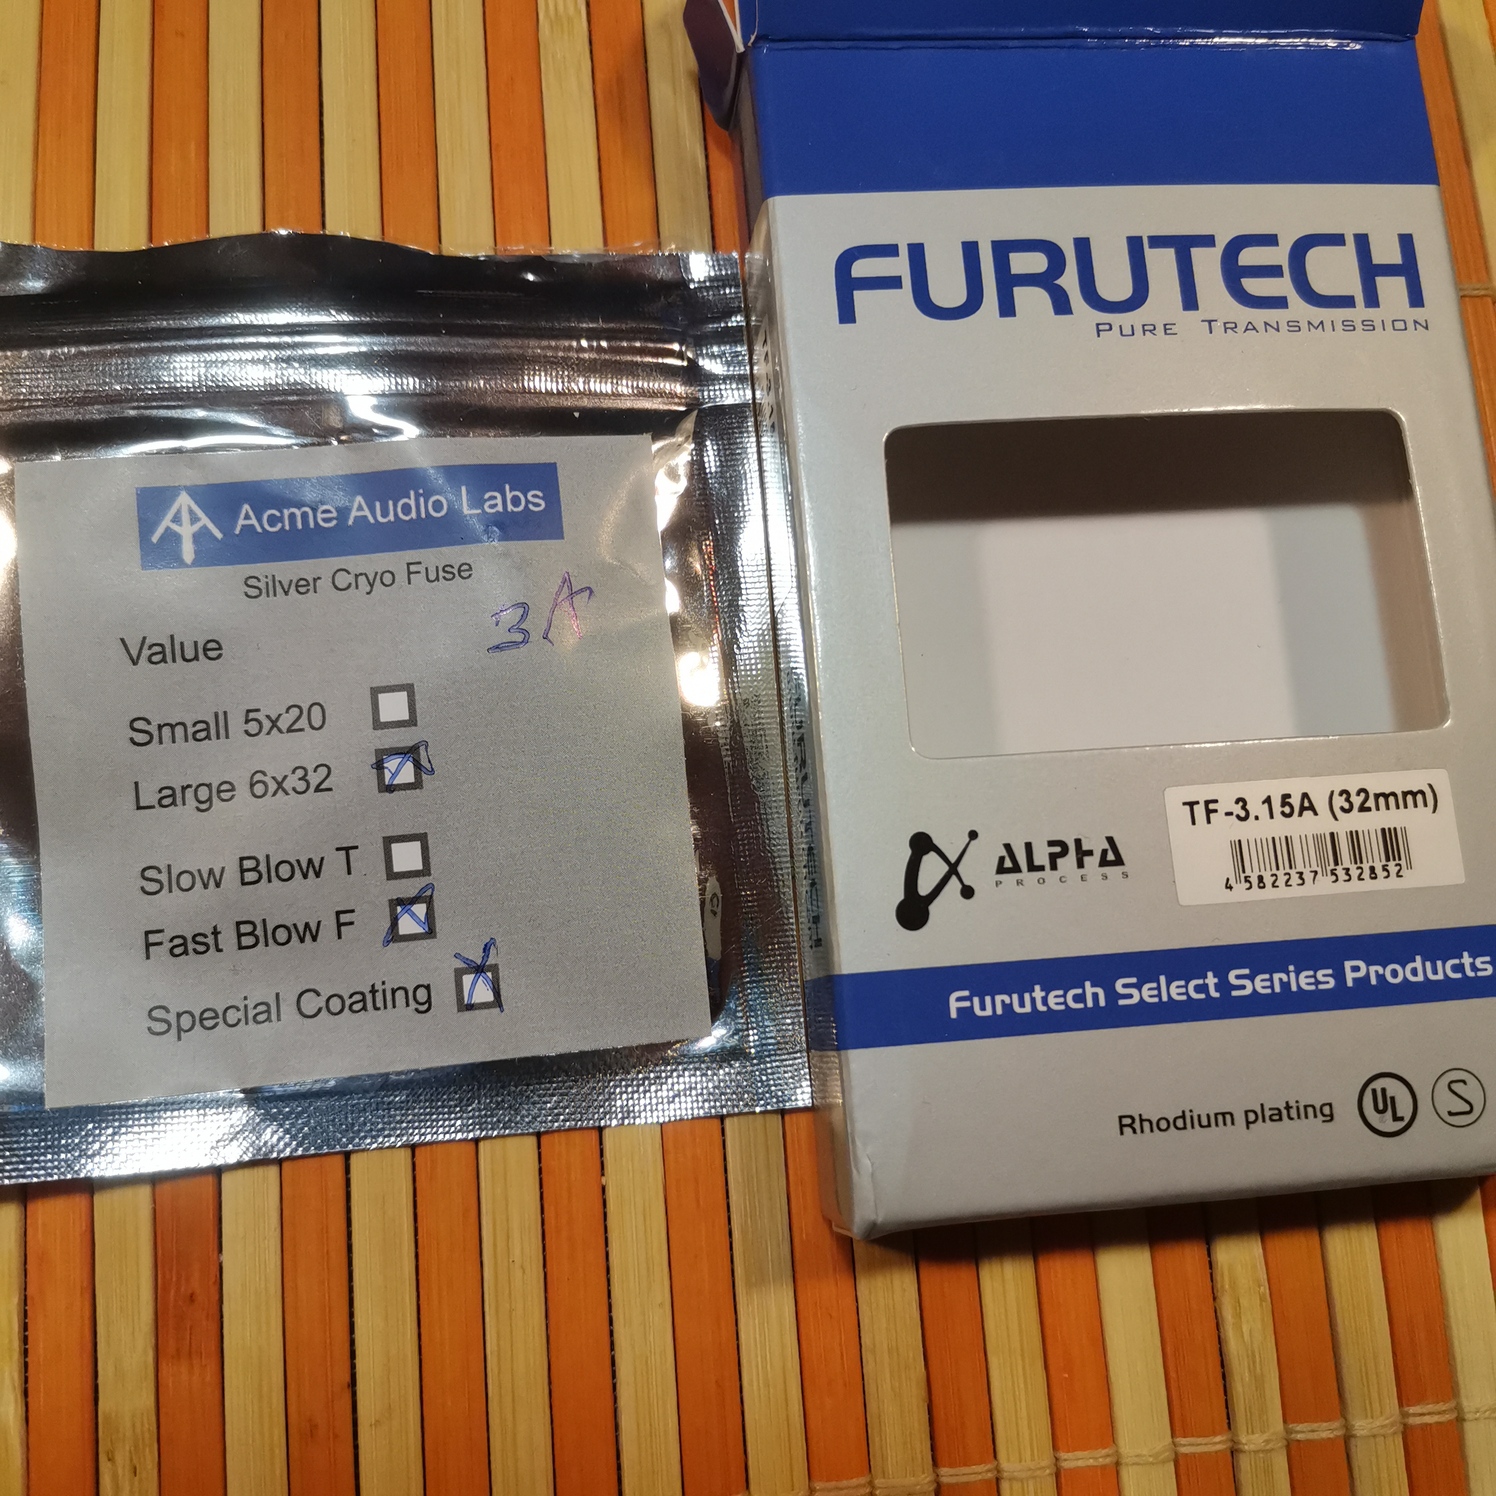 Acme Audio Labs
Silver Cryo Fuse
3A
Value
Small 5x20
Large 6x32
Slow Blow T
Fast Blow F
Special Coating
FURUTECH
PURE TRANSMISSION
TF-3.15A (32mm)
4 582237 532852
ALPHA
PROCESS
Furutech Select Series Products
Rhodium plating
UL
S